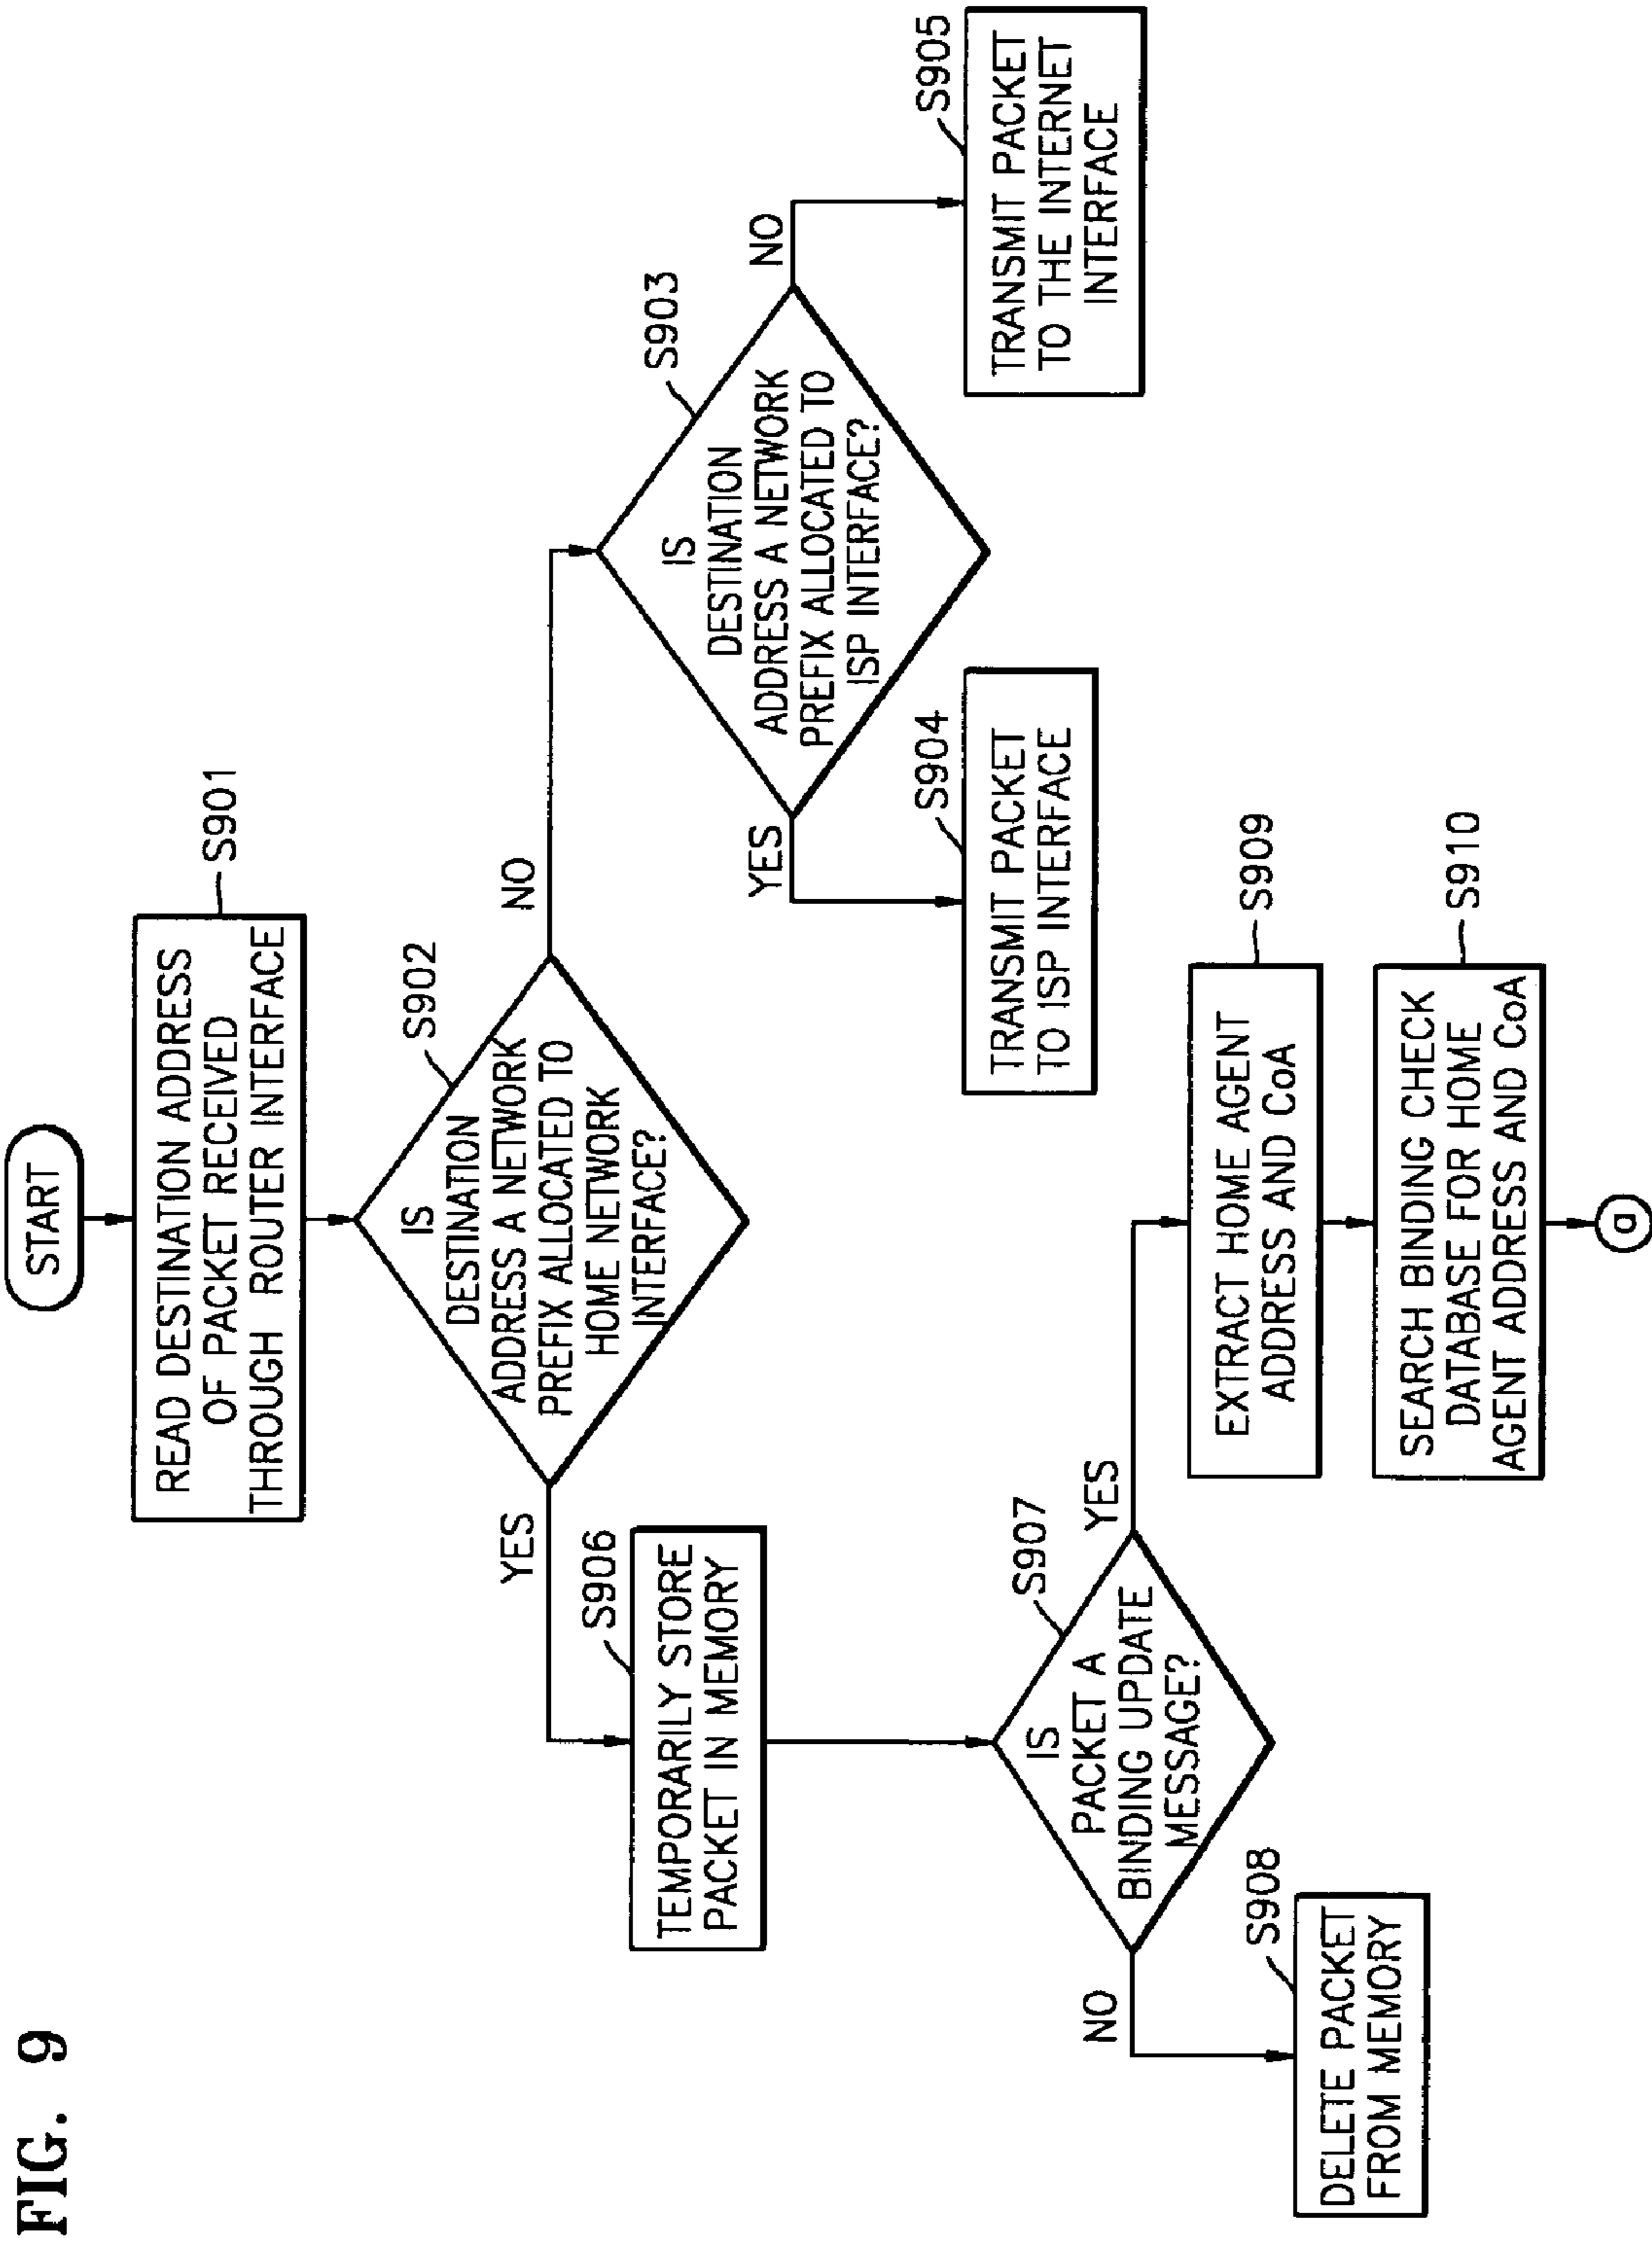 FIG. 9
START
READ DESTINATION ADDRESS
OF PACKET RECEIVED
THROUGH ROUTER INTERFACE
S901
IS
DESTINATION
ADDRESS A NETWORK
PREFIX ALLOCATED TO
HOME NETWORK
INTERFACE?
S902
YES
NO
IS
DESTINATION
ADDRESS A NETWORK
PREFIX ALLOCATED TO
ISP INTERFACE?
S903
YES
NO
TRANSMIT PACKET
TO ISP INTERFACE
S904
TRANSMIT PACKET
TO THE INTERNET
INTERFACE
S905
TEMPORARILY STORE
PACKET IN MEMORY
S906
IS
PACKET A
BINDING UPDATE
MESSAGE?
S907
NO
YES
DELETE PACKET
FROM MEMORY
S908
EXTRACT HOME AGENT
ADDRESS AND CoA
S909
SEARCH BINDING CHECK
DATABASE FOR HOME
AGENT ADDRESS AND CoA
S910
a